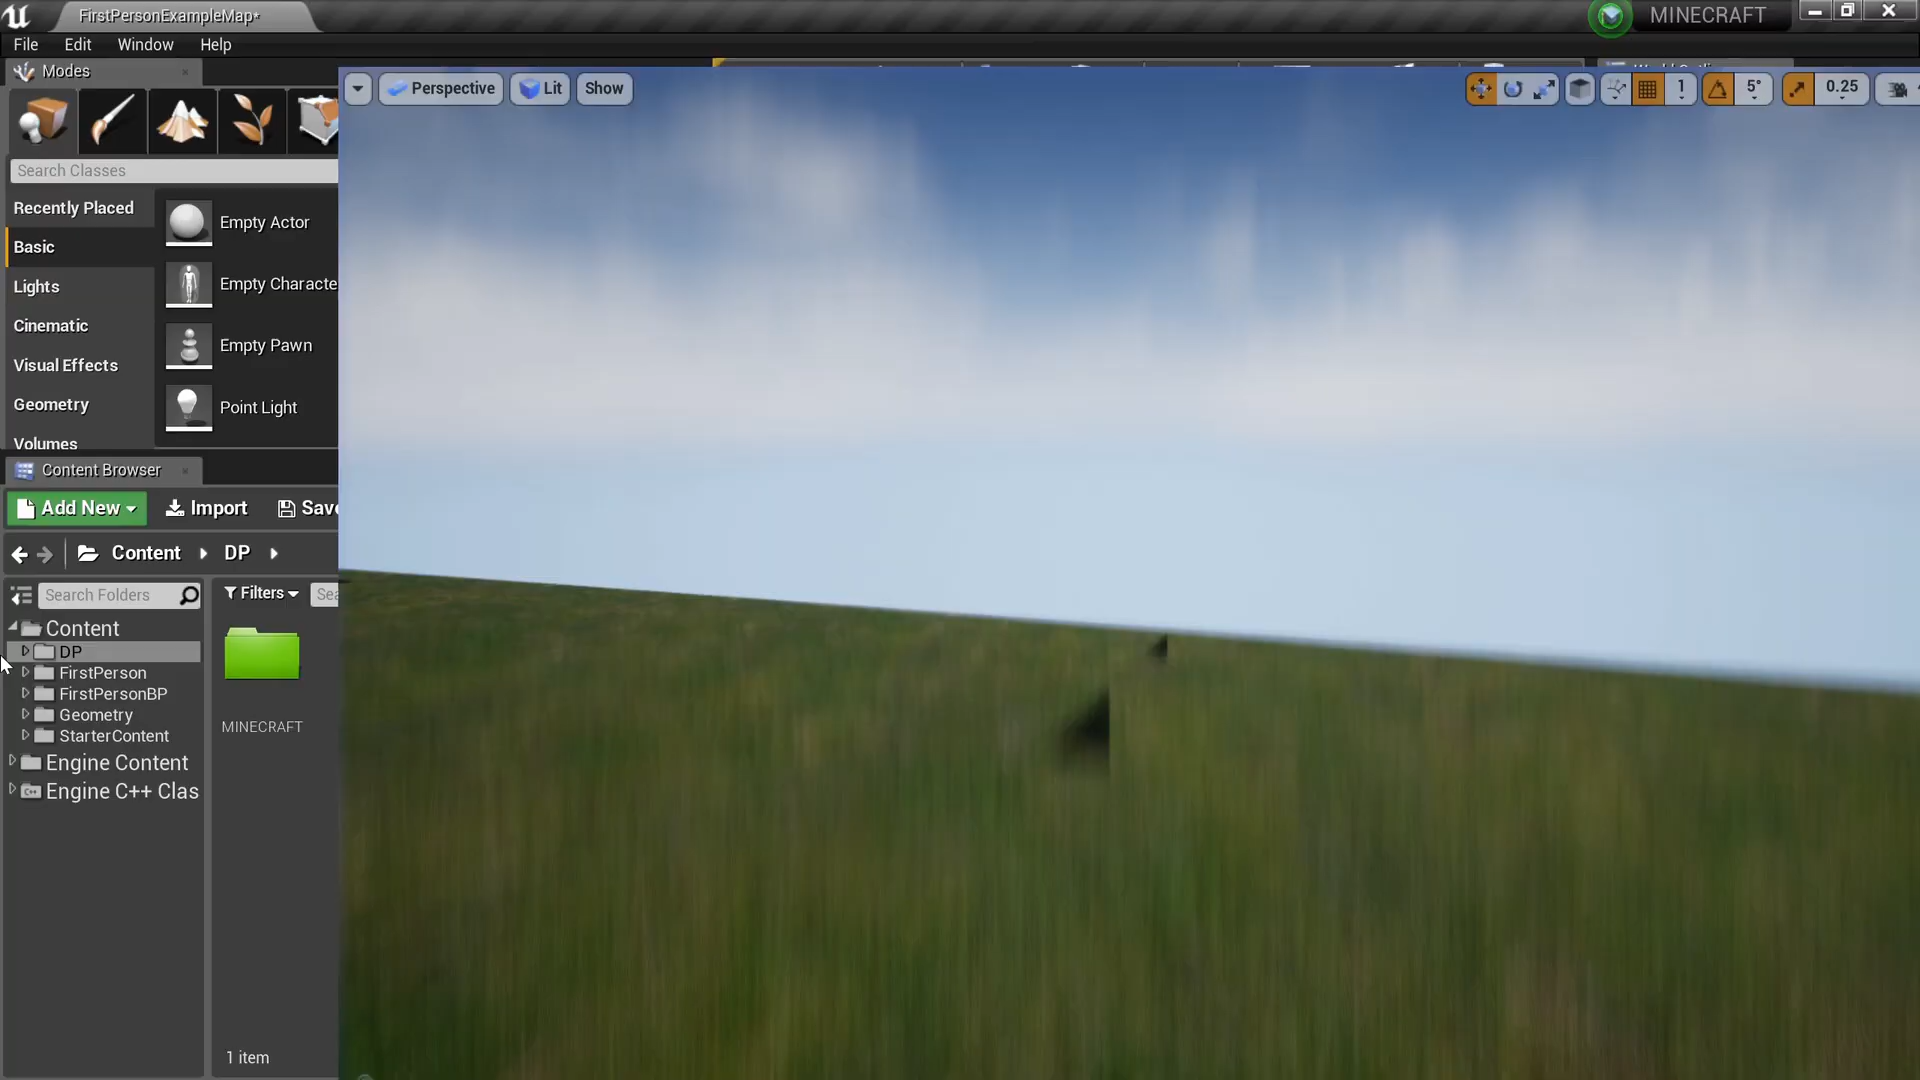 FirstPersonExampleMap*
MINECRAFT
File Edit Window Help
Modes
Perspective Lit Show
1 5° 0.25
Search Classes
Recently Placed
Basic
Lights
Cinematic
Visual Effects
Geometry
Volumes
Empty Actor
Empty Characte
Empty Pawn
Point Light
Content Browser
Add New Import Save
Content DP
Search Folders
Filters Sea
Content
DP
FirstPerson
FirstPersonBP
Geometry
StarterContent
Engine Content
Engine C++ Clas
MINECRAFT
1 item